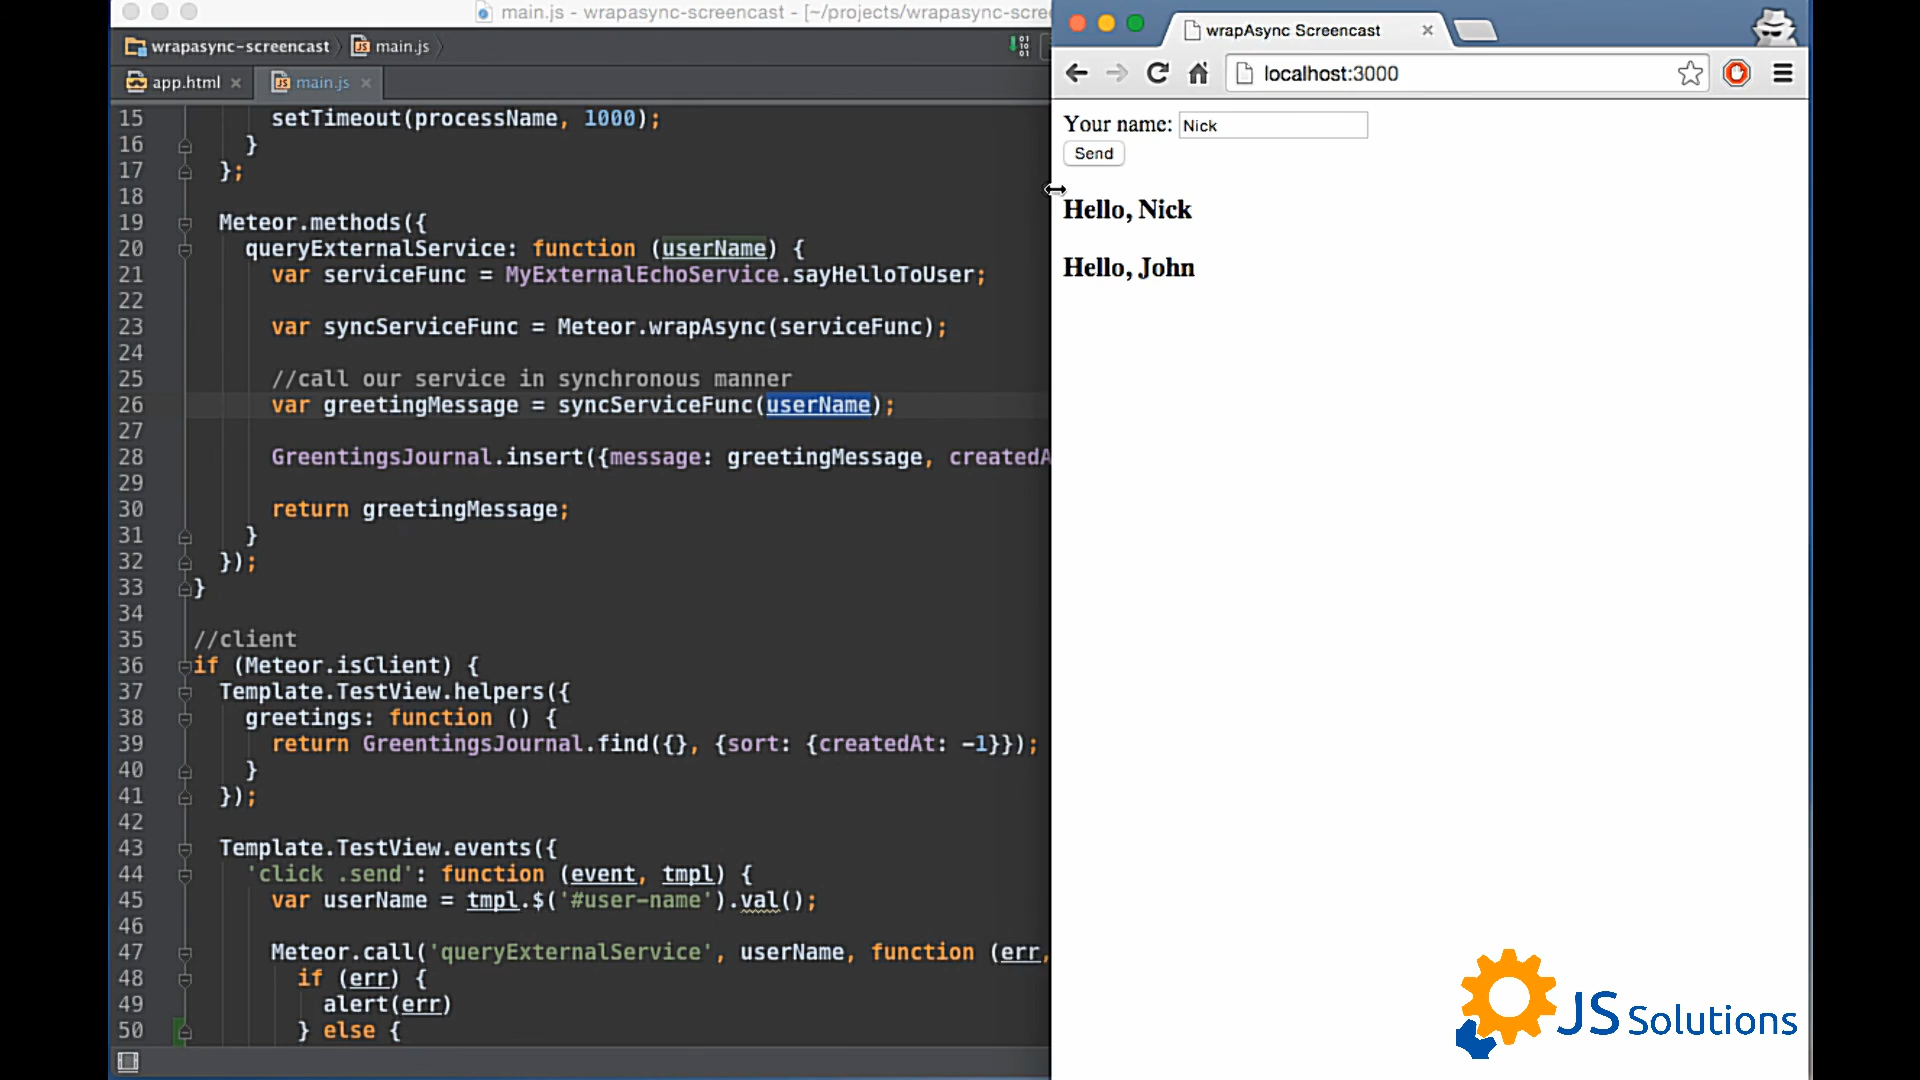 main.js - wrapasync-screencast - [~/projects/wrapasync-scre
wrapasync-screencast
main.js
app.html
main.js
15 setTimeout(processName, 1000);
16 }
17 };
18
19 Meteor.methods({
20 queryExternalService: function (userName) {
21 var serviceFunc = MyExternalEchoService.sayHelloToUser;
22
23 var syncServiceFunc = Meteor.wrapAsync(serviceFunc);
24
25 //call our service in synchronous manner
26 var greetingMessage = syncServiceFunc(userName);
27
28 GreentingsJournal.insert({message: greetingMessage, createdA
29
30 return greetingMessage;
31 }
32 });
33 }
34
35 //client
36 if (Meteor.isClient) {
37 Template.TestView.helpers({
38 greetings: function () {
39 return GreentingsJournal.find({}, {sort: {createdAt: -1}});
40 }
41 });
42
43 Template.TestView.events({
44 'click .send': function (event, tmpl) {
45 var userName = tmpl.$('#user-name').val();
46
47 Meteor.call('queryExternalService', userName, function (err,
48 if (err) {
49 alert(err)
50 } else {
wrapAsync Screencast
localhost:3000
Your name: Nick
Send
Hello, Nick
Hello, John
JS Solutions